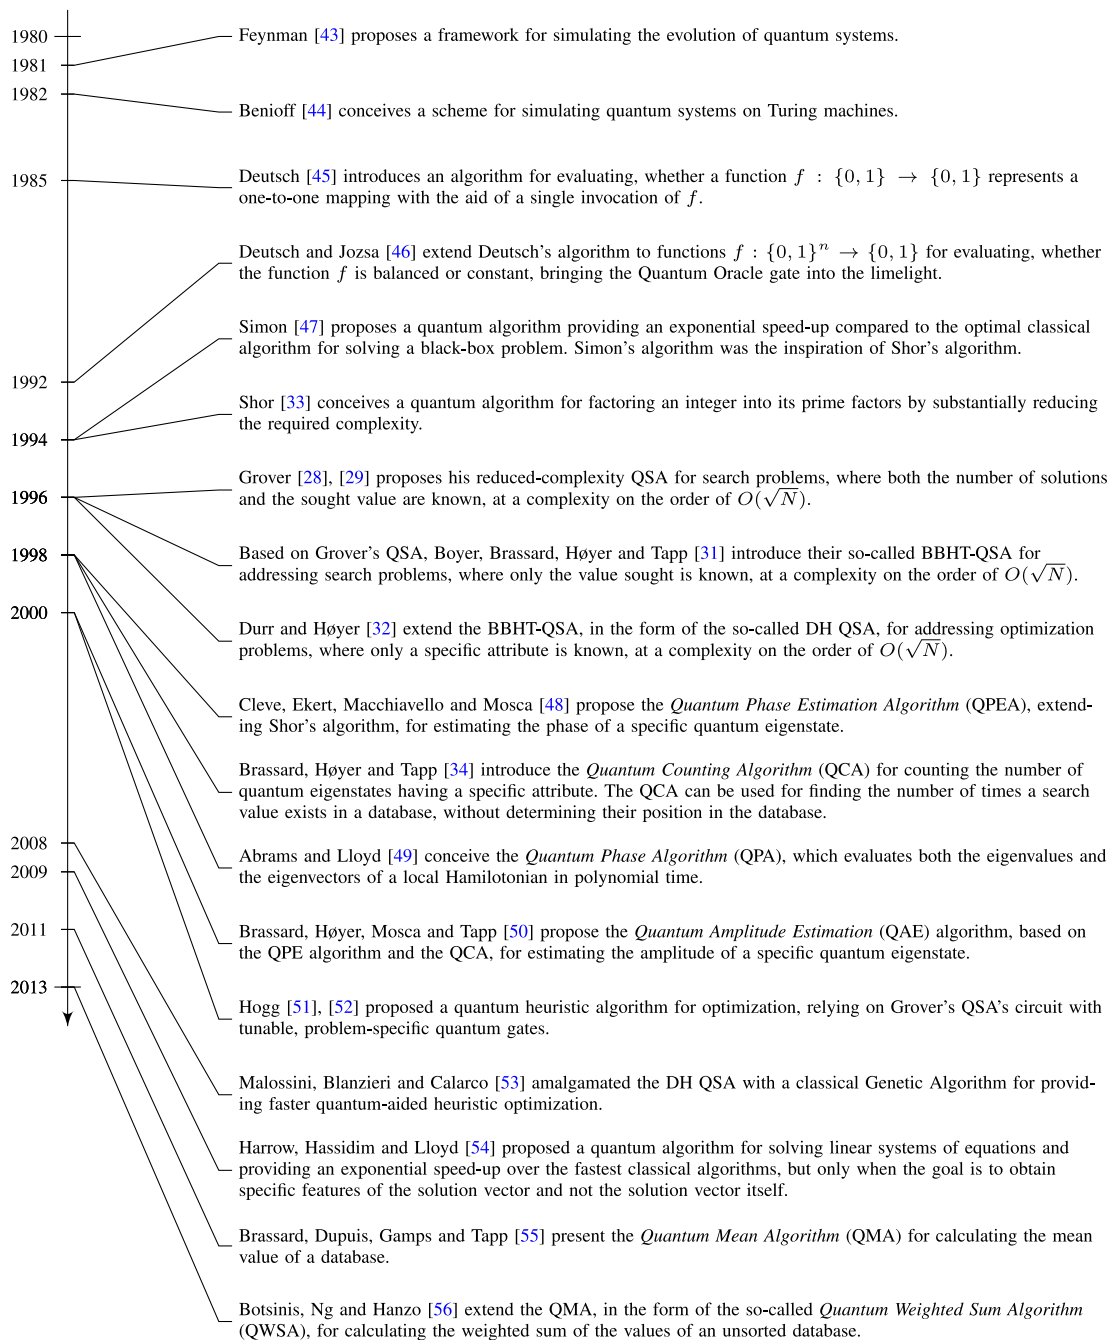 1980
Feynman [43] proposes a framework for simulating the evolution of quantum systems.
1981
1982
Benioff [44] conceives a scheme for simulating quantum systems on Turing machines.
1985
Deutsch [45] introduces an algorithm for evaluating, whether a function f : {0, 1} → {0, 1} represents a
one-to-one mapping with the aid of a single invocation of f.
Deutsch and Jozsa [46] extend Deutsch's algorithm to functions f : {0, 1}^n → {0, 1} for evaluating, whether
the function f is balanced or constant, bringing the Quantum Oracle gate into the limelight.
Simon [47] proposes a quantum algorithm providing an exponential speed-up compared to the optimal classical
algorithm for solving a black-box problem. Simon's algorithm was the inspiration of Shor's algorithm.
1992
Shor [33] conceives a quantum algorithm for factoring an integer into its prime factors by substantially reducing
the required complexity.
1994
Grover [28], [29] proposes his reduced-complexity QSA for search problems, where both the number of solutions
and the sought value are known, at a complexity on the order of O(√N).
1996
Based on Grover's QSA, Boyer, Brassard, Høyer and Tapp [31] introduce their so-called BBHT-QSA for
addressing search problems, where only the value sought is known, at a complexity on the order of O(√N).
1998
2000
Durr and Høyer [32] extend the BBHT-QSA, in the form of the so-called DH QSA, for addressing optimization
problems, where only a specific attribute is known, at a complexity on the order of O(√N).
Cleve, Ekert, Macchiavello and Mosca [48] propose the Quantum Phase Estimation Algorithm (QPEA), extend-
ing Shor's algorithm, for estimating the phase of a specific quantum eigenstate.
Brassard, Høyer and Tapp [34] introduce the Quantum Counting Algorithm (QCA) for counting the number of
quantum eigenstates having a specific attribute. The QCA can be used for finding the number of times a search
value exists in a database, without determining their position in the database.
2008
Abrams and Lloyd [49] conceive the Quantum Phase Algorithm (QPA), which evaluates both the eigenvalues and
the eigenvectors of a local Hamilotonian in polynomial time.
2009
2011
Brassard, Høyer, Mosca and Tapp [50] propose the Quantum Amplitude Estimation (QAE) algorithm, based on
the QPE algorithm and the QCA, for estimating the amplitude of a specific quantum eigenstate.
2013
Hogg [51], [52] proposed a quantum heuristic algorithm for optimization, relying on Grover's QSA's circuit with
tunable, problem-specific quantum gates.
Malossini, Blanzieri and Calarco [53] amalgamated the DH QSA with a classical Genetic Algorithm for provid-
ing faster quantum-aided heuristic optimization.
Harrow, Hassidim and Lloyd [54] proposed a quantum algorithm for solving linear systems of equations and
providing an exponential speed-up over the fastest classical algorithms, but only when the goal is to obtain
specific features of the solution vector and not the solution vector itself.
Brassard, Dupuis, Gamps and Tapp [55] present the Quantum Mean Algorithm (QMA) for calculating the mean
value of a database.
Botsinis, Ng and Hanzo [56] extend the QMA, in the form of the so-called Quantum Weighted Sum Algorithm
(QWSA), for calculating the weighted sum of the values of an unsorted database.